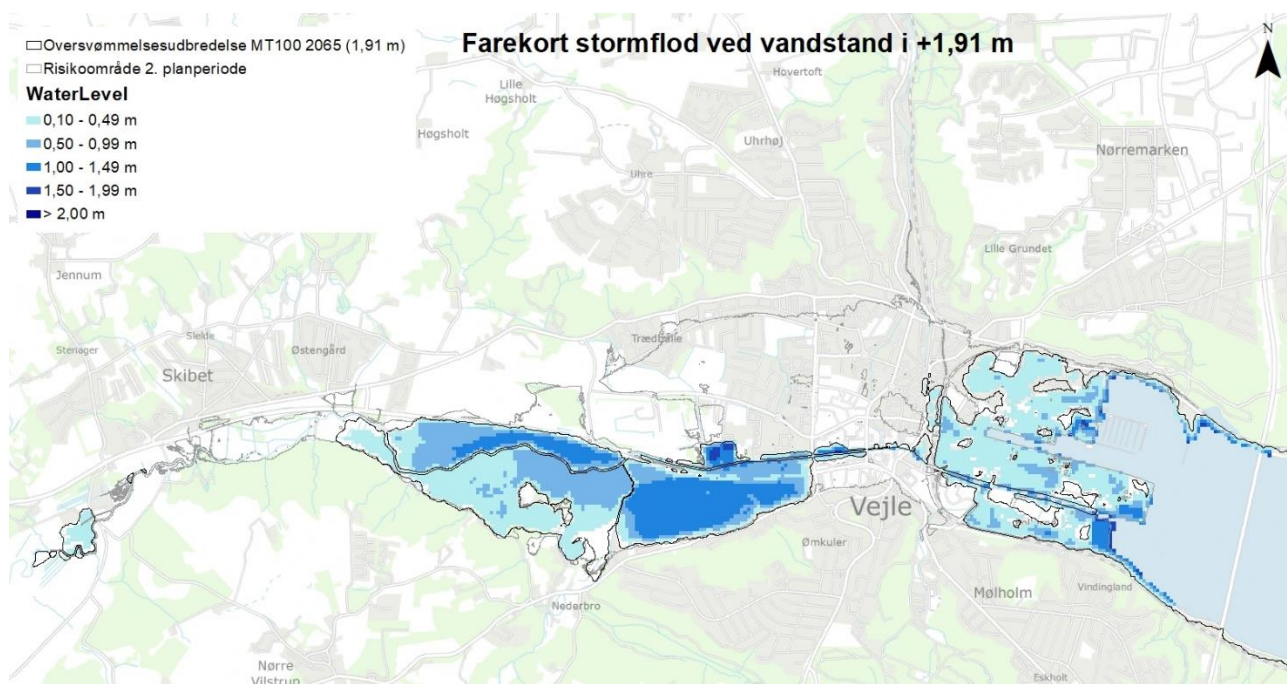 Farekort stormflod ved vandstand i +1,91 m
N
Oversvømmelsesudbredelse MT100 2065 (1,91 m)
Risikoområde 2. planperiode
WaterLevel
0,10 - 0,49 m
0,50 - 0,99 m
1,00 - 1,49 m
1,50 - 1,99 m
> 2,00 m
Hovertoft
Lille
Høgsholt
Høgsholt
Uhrhøj
Nørremarken
Uhre
Lille Grundet
Jennum
Slelde
Stenager
Østengård
Skibet
Trædballe
Vejle
Ømkuler
Mølholm
Vindingland
Nederbro
Nørre
Vilstrup
Eskholt